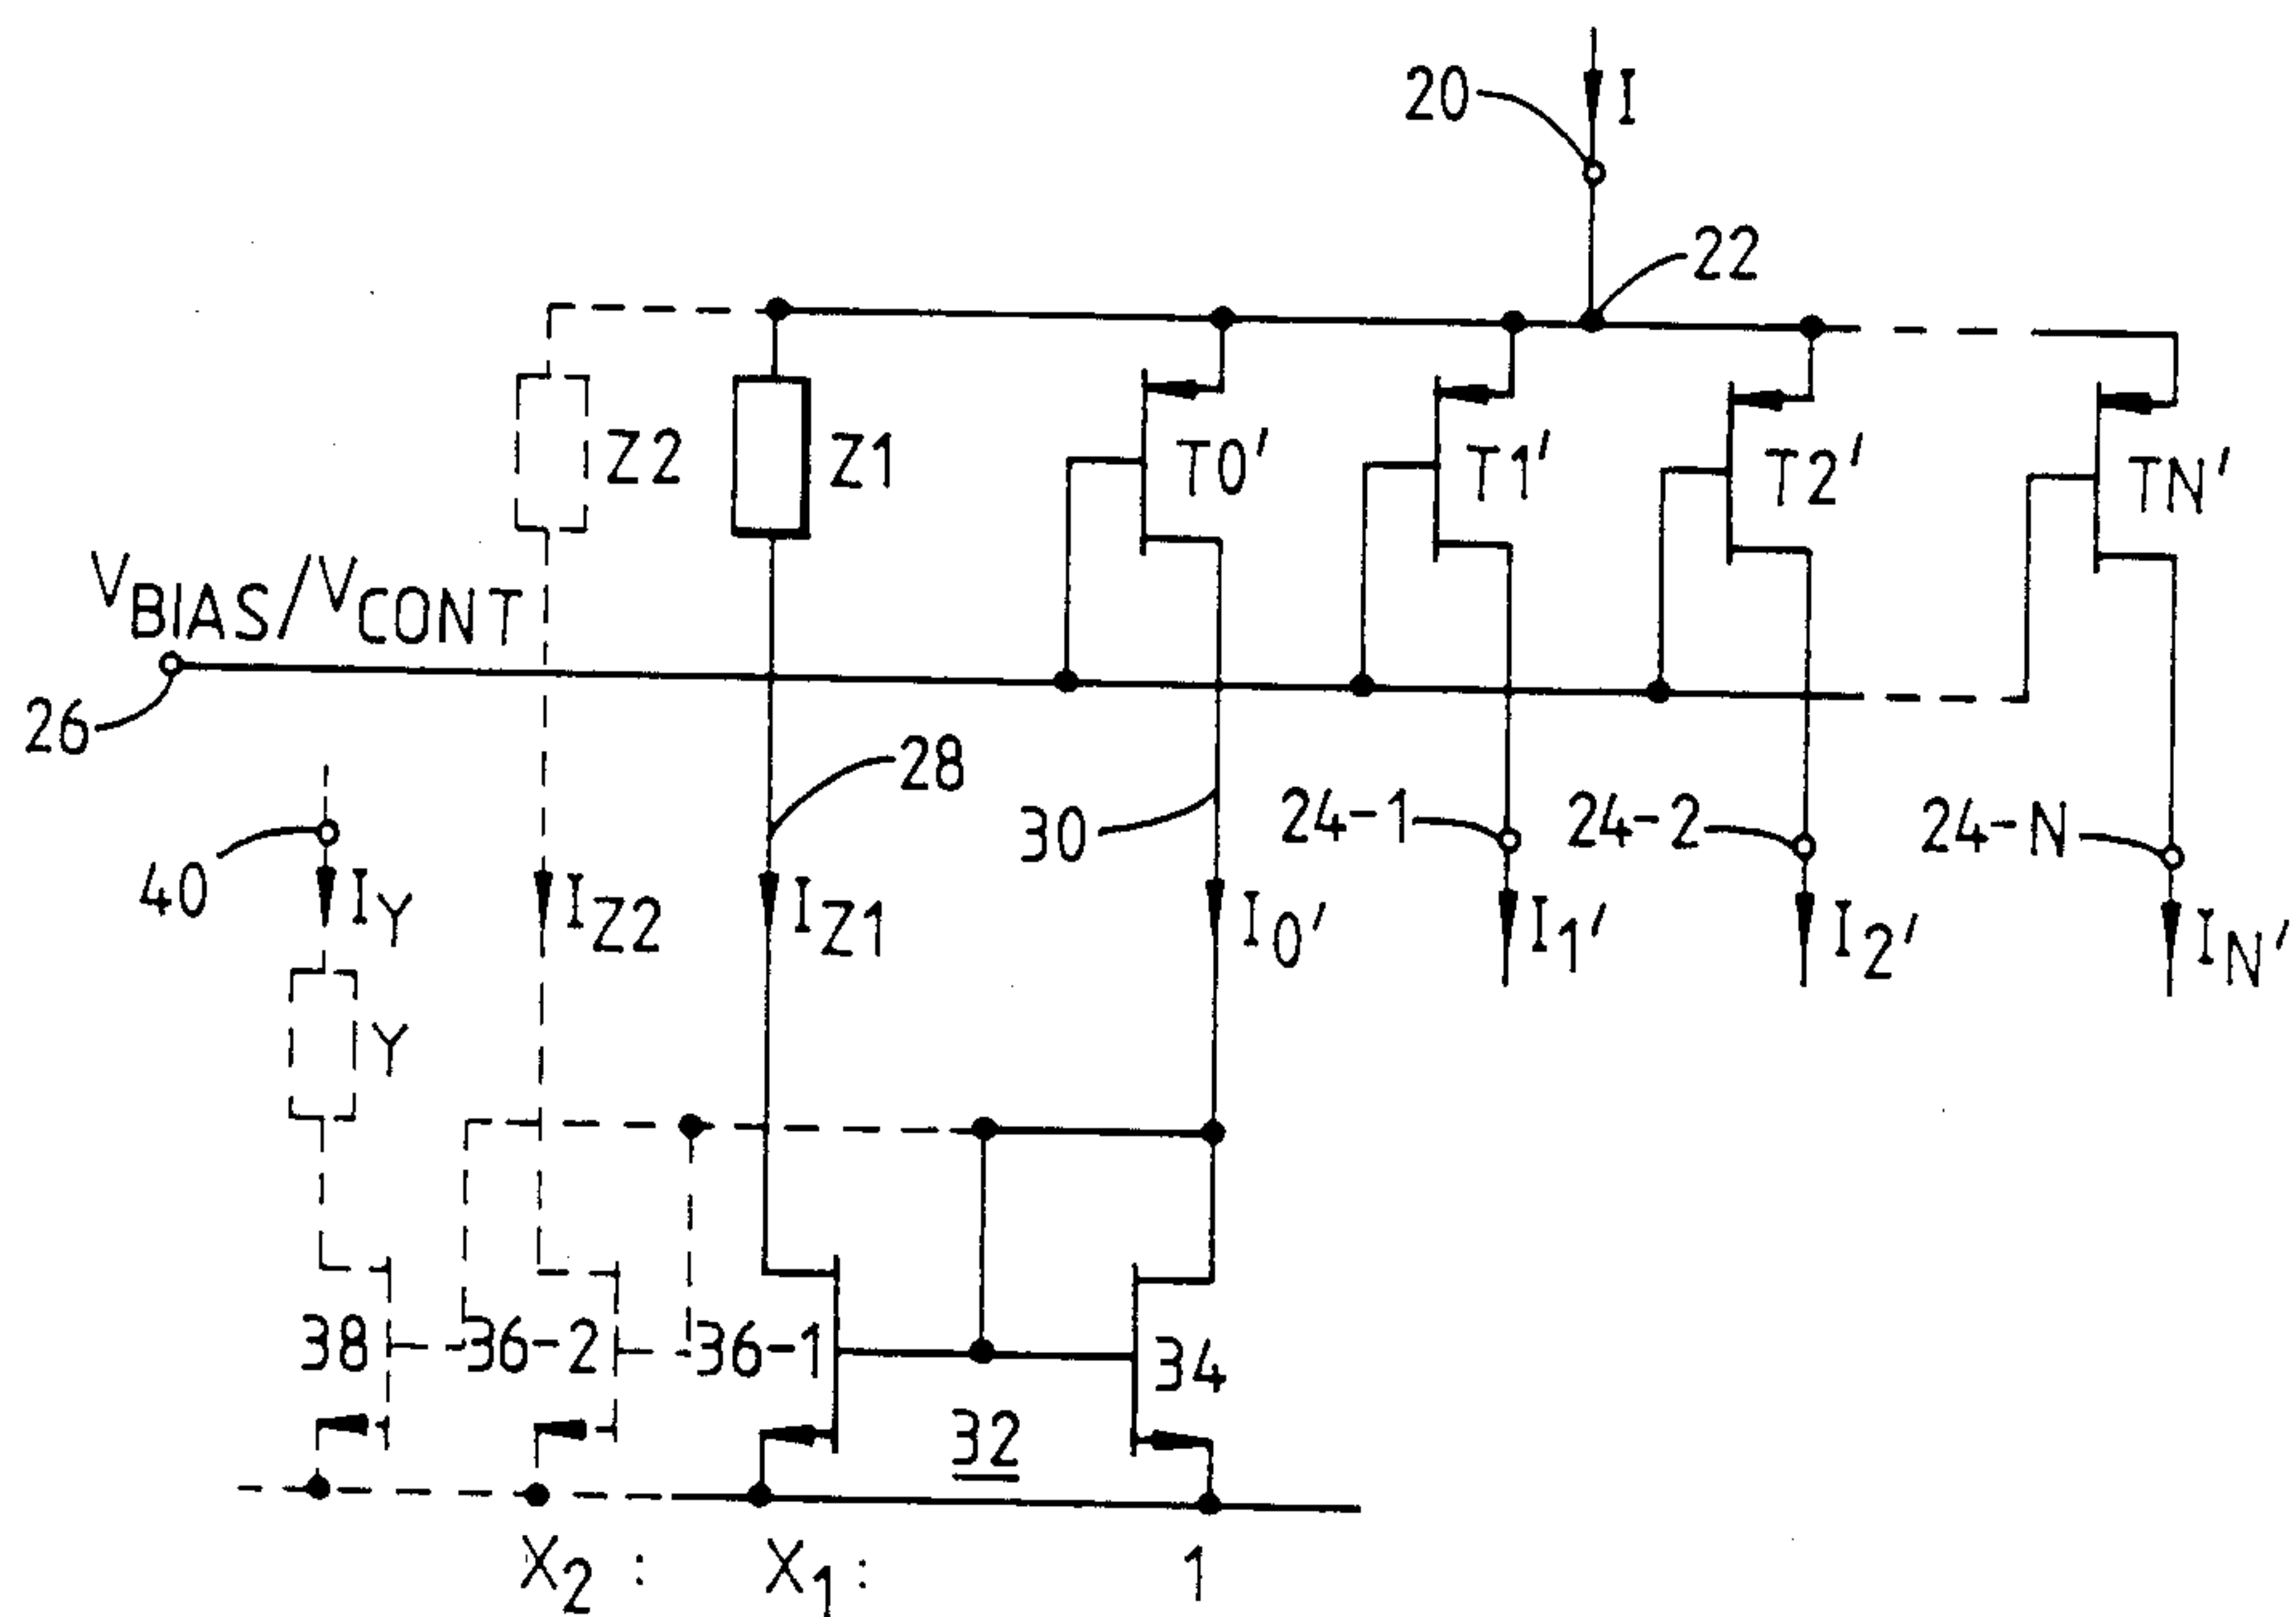 20
I
22
Z2
Z1
T0'
T1'
T2'
TN'
VBIAS/VCONT
26
28
30
24-1
24-2
24-N
40
IY
IZ2
IZ1
I0'
I1'
I2'
IN'
Y
38
36-2
36-1
34
32
X2 : X1 : 1